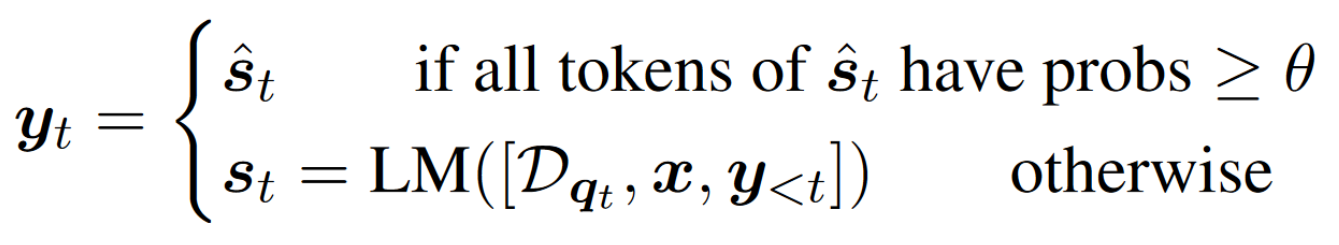 ŝ_t if all tokens of ŝ_t have probs ≥ θ
y_t = {
s_t = LM([𝒟_{q_t}, x, y_{<t}]) otherwise